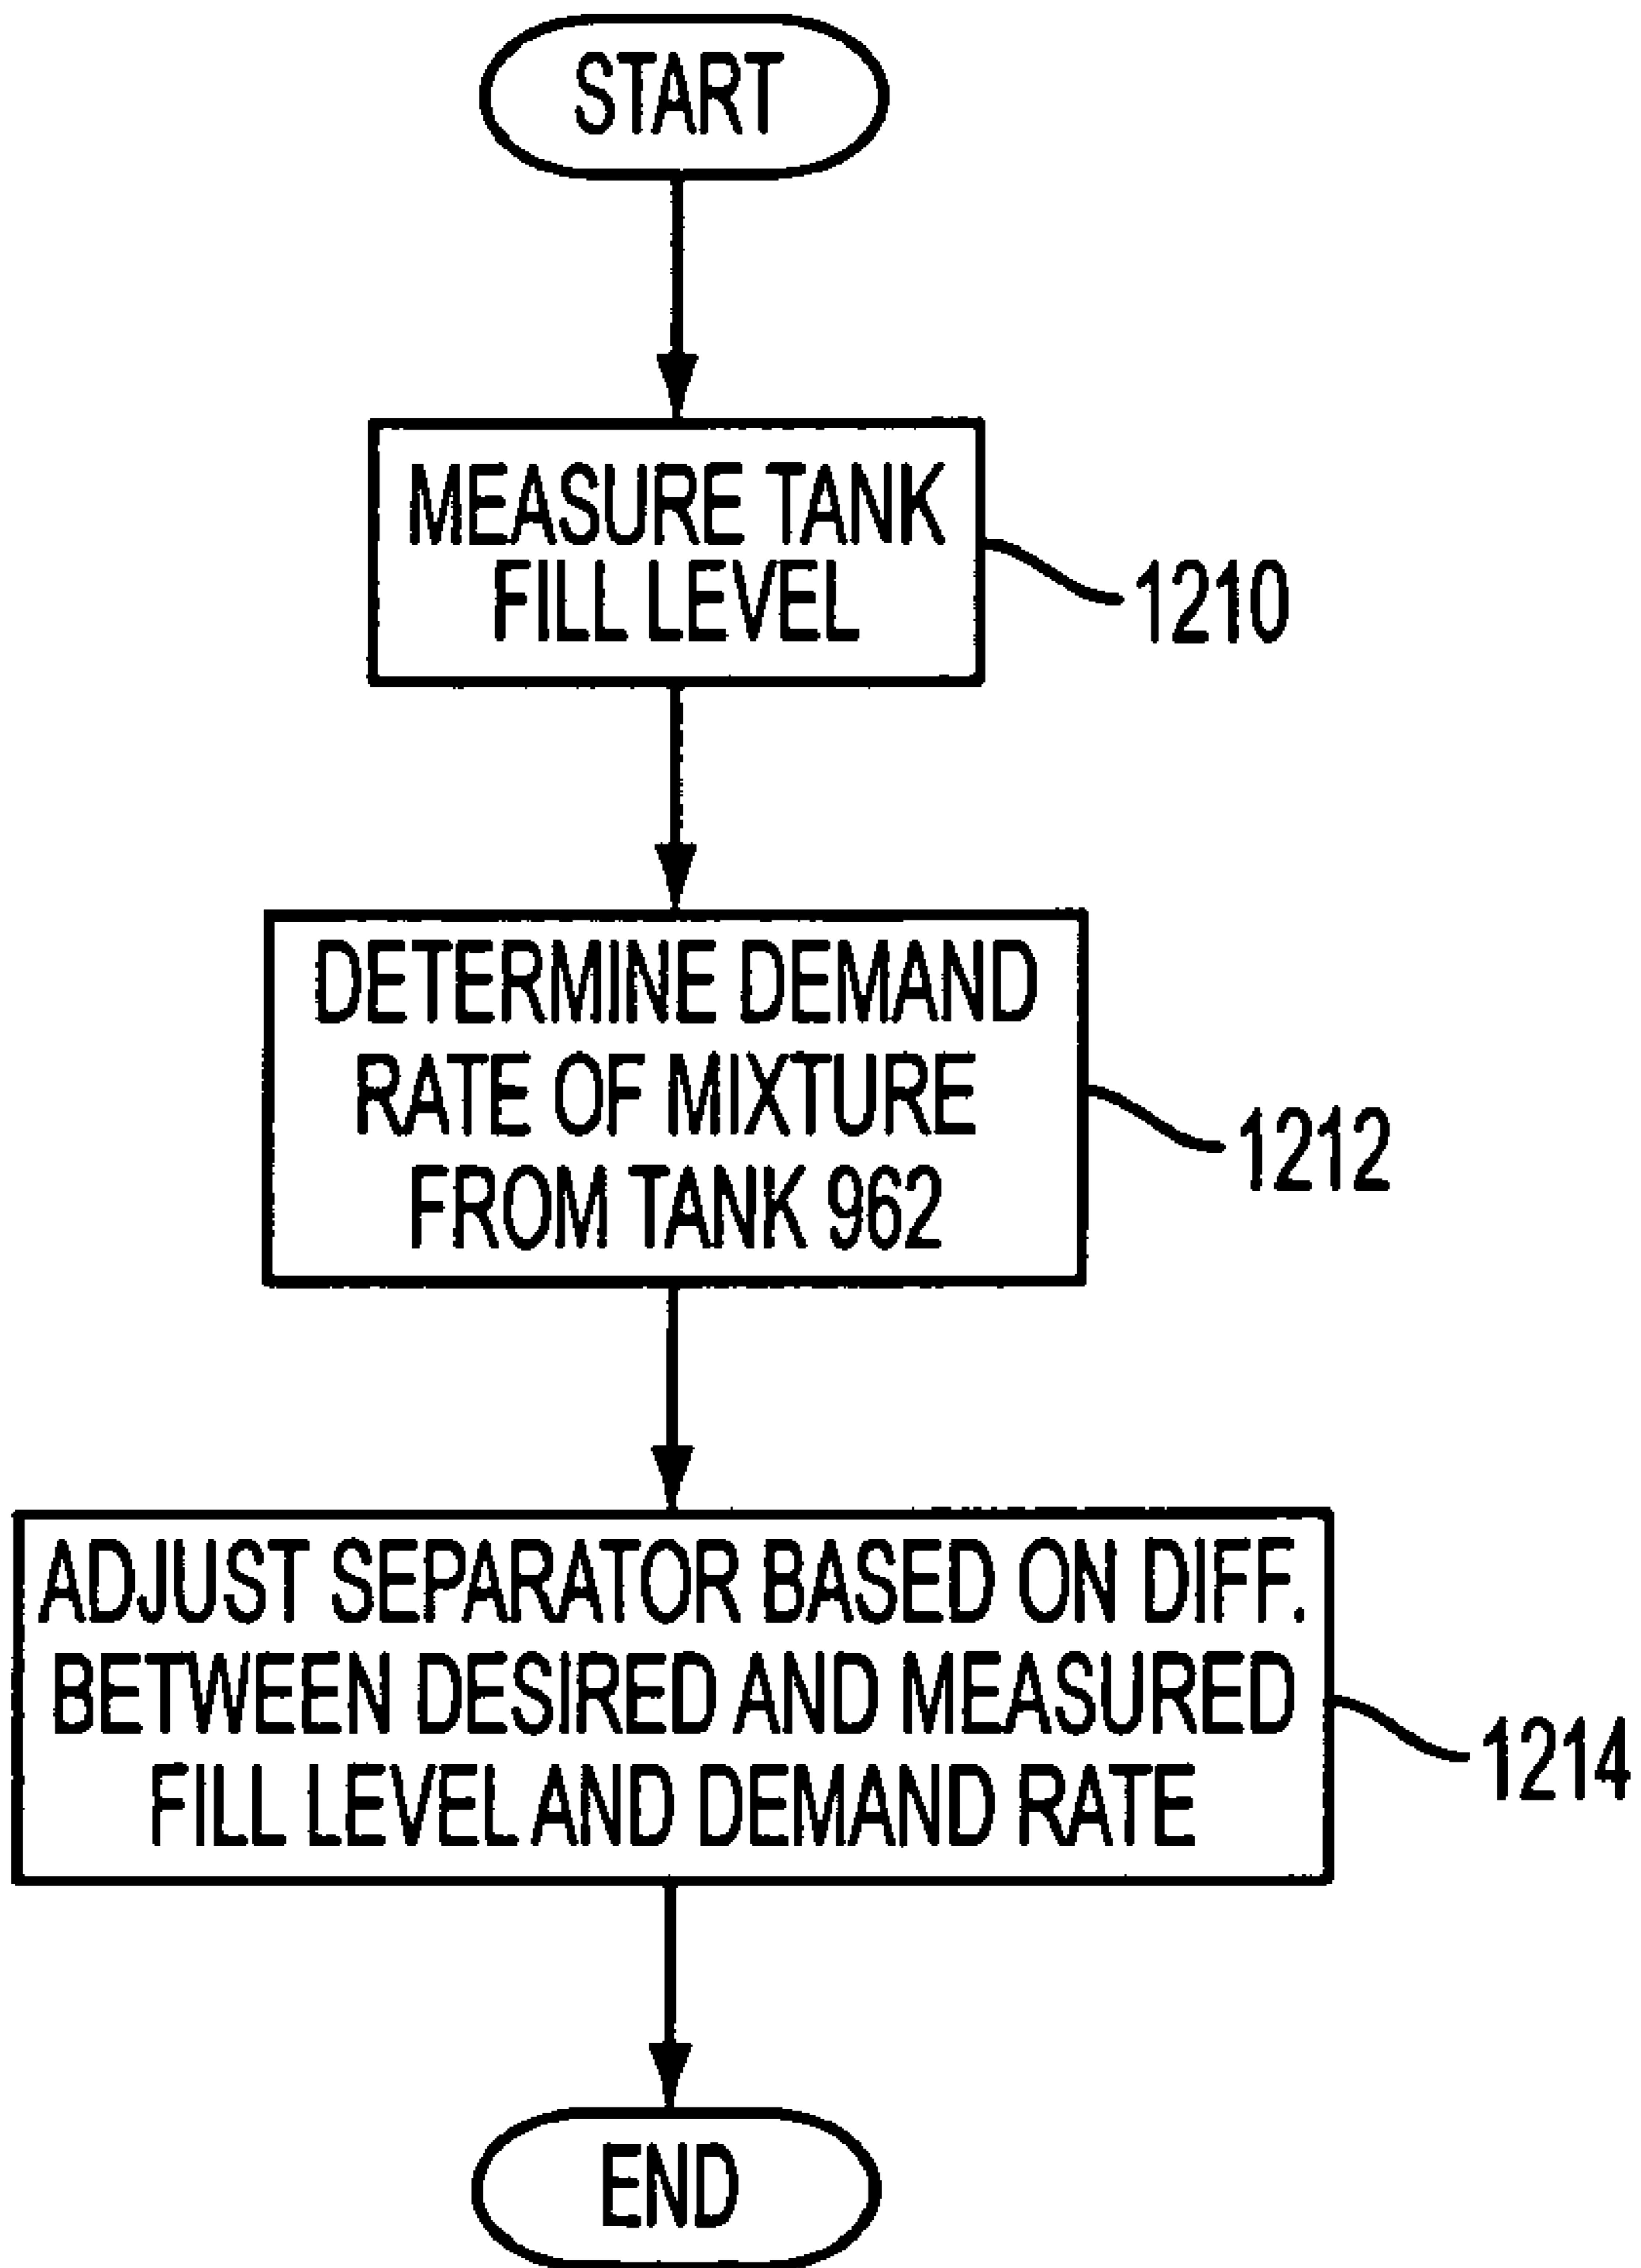 START
MEASURE TANK
FILL LEVEL
1210
DETERMINE DEMAND
RATE OF MIXTURE
FROM TANK 962
1212
ADJUST SEPARATOR BASED ON DIFF.
BETWEEN DESIRED AND MEASURED
FILL LEVEL AND DEMAND RATE
1214
END